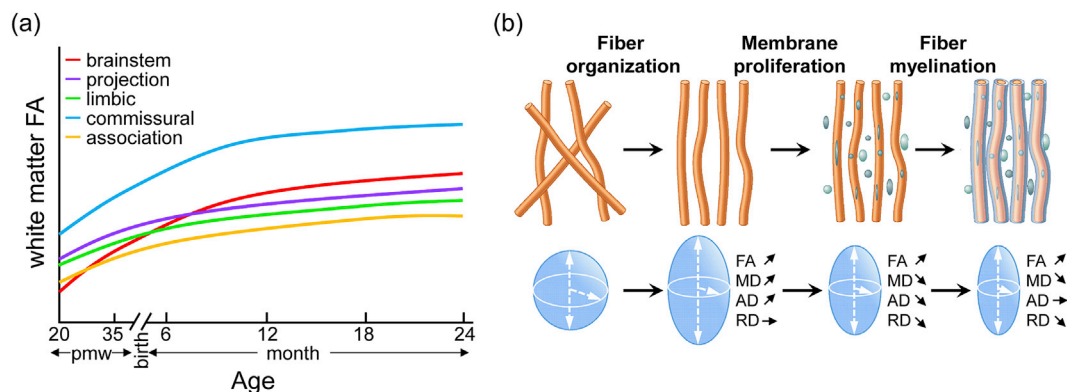 (a)
white matter FA
brainstem
projection
limbic
commissural
association
20
35
6
12
18
24
pmw
birth
month
Age
(b)
Fiber
organization
Membrane
proliferation
Fiber
myelination
FA ↗
MD ↗
AD ↗
RD →
FA ↗
MD ↘
AD ↘
RD ↘
FA ↗
MD ↘
AD →
RD ↘